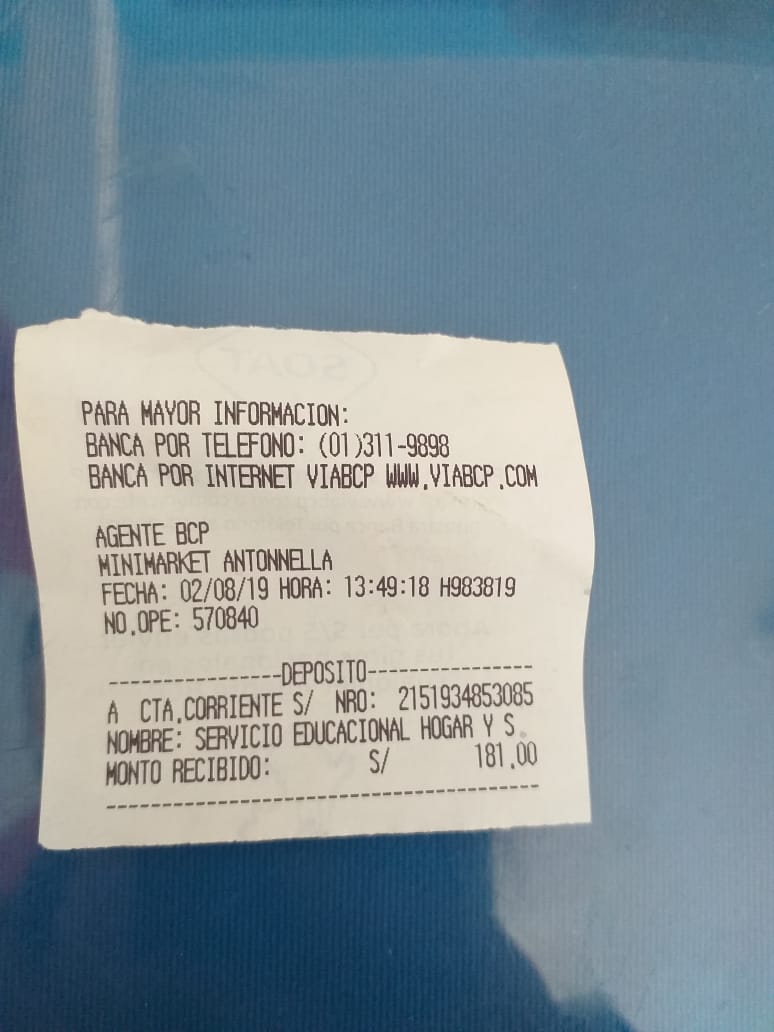 PARA MAYOR INFORMACION:
BANCA POR TELEFONO: (01)311-9898
BANCA POR INTERNET VIABCP WWW.VIABCP.COM
AGENTE BCP
MINIMARKET ANTONNELLA
FECHA: 02/08/19 HORA: 13:49:18 H983819
NO.OPE: 570840
----------------DEPOSITO----------------
A CTA.CORRIENTE S/ NRO: 2151934853085
NOMBRE: SERVICIO EDUCACIONAL HOGAR Y S.
MONTO RECIBIDO: S/ 181.00
----------------------------------------